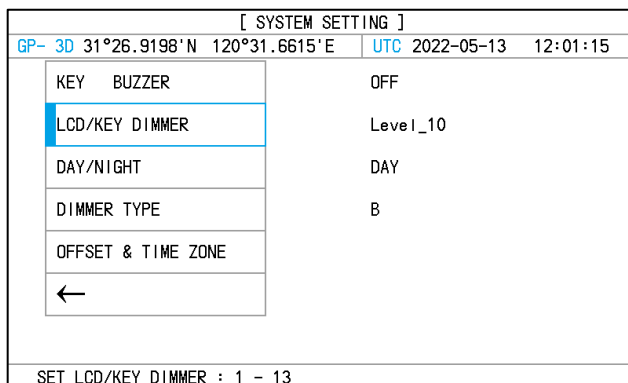 [ SYSTEM SETTING ]
GP- 3D 31°26.9198'N 120°31.6615'E UTC 2022-05-13 12:01:15
KEY BUZZER OFF
LCD/KEY DIMMER Level_10
DAY/NIGHT DAY
DIMMER TYPE B
OFFSET & TIME ZONE
←
SET LCD/KEY DIMMER : 1 - 13